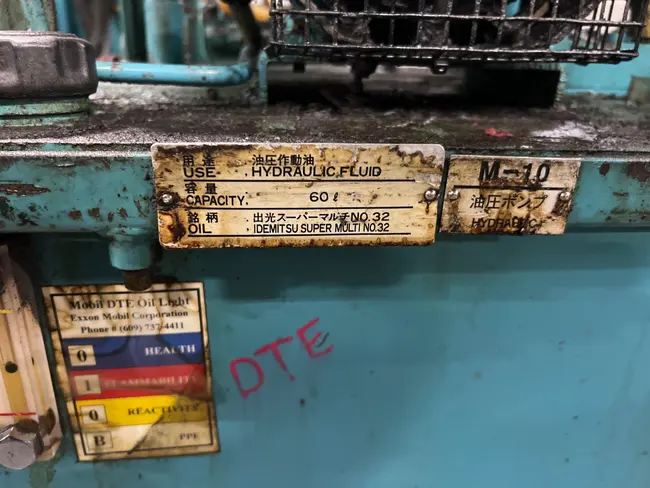 用途 油圧作動油
USE HYDRAULIC FLUID
容量
CAPACITY. 60ℓ
銘柄 出光スーパーマルチNO.32
OIL IDEMITSU SUPER MULTI NO.32
M-10
油圧ポンプ
HYDRAULIC
Mobil DTE Oil Light
Exxon Mobil Corporation
Phone # (609) 737-4411
0 HEALTH
1 FLAMMABILITY
0 REACTIVITY
B PPE
DTE